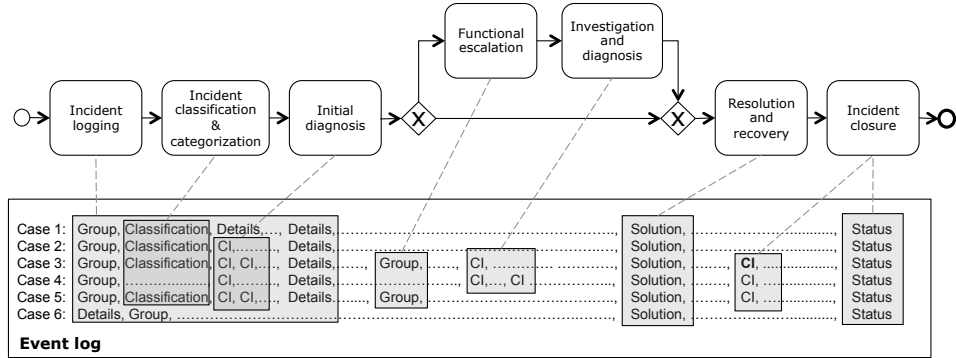 Functional
escalation
Investigation and
diagnosis
Incident
logging
Incident
classification
&
categorization
Initial
diagnosis
X
X
Resolution
and
recovery
Incident
closure
Case 1: Group, Classification, Details,..., Details,................................................................, Solution, ..................................., Status
Case 2: Group, Classification, CI,........... Details,................................................................, Solution, ..................................., Status
Case 3: Group, Classification, CI, CI,....., Details,......, Group, ......... CI, ..............................., Solution, .........., CI, ..............., Status
Case 4: Group, ..................... CI,........... Details,............................. CI,..., CI ......................, Solution, .........., CI, ..............., Status
Case 5: Group, Classification, CI, CI,....., Details......., Group,............................................., Solution, .........., CI, ..............., Status
Case 6: Details, Group,........................................................................................................, Solution, ..................................., Status
Event log